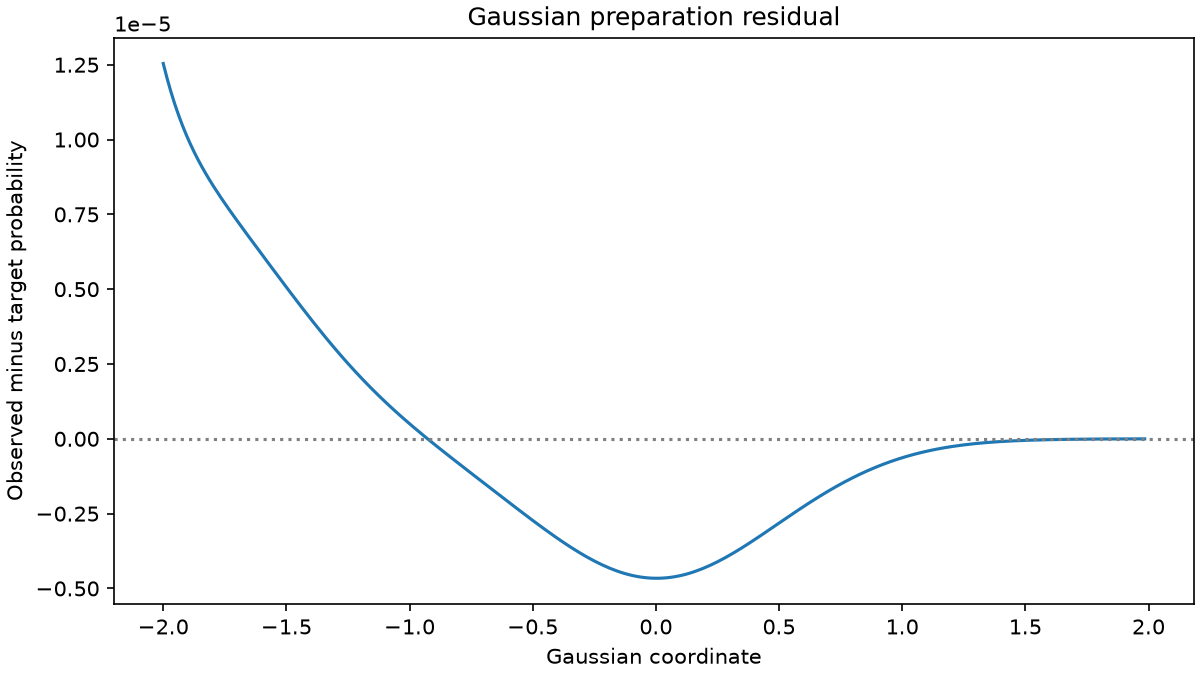 Gaussian preparation residual
1e−5
1.25
1.00
0.75
0.50
0.25
0.00
−0.25
−0.50
Observed minus target probability
−2.0 −1.5 −1.0 −0.5 0.0 0.5 1.0 1.5 2.0
Gaussian coordinate